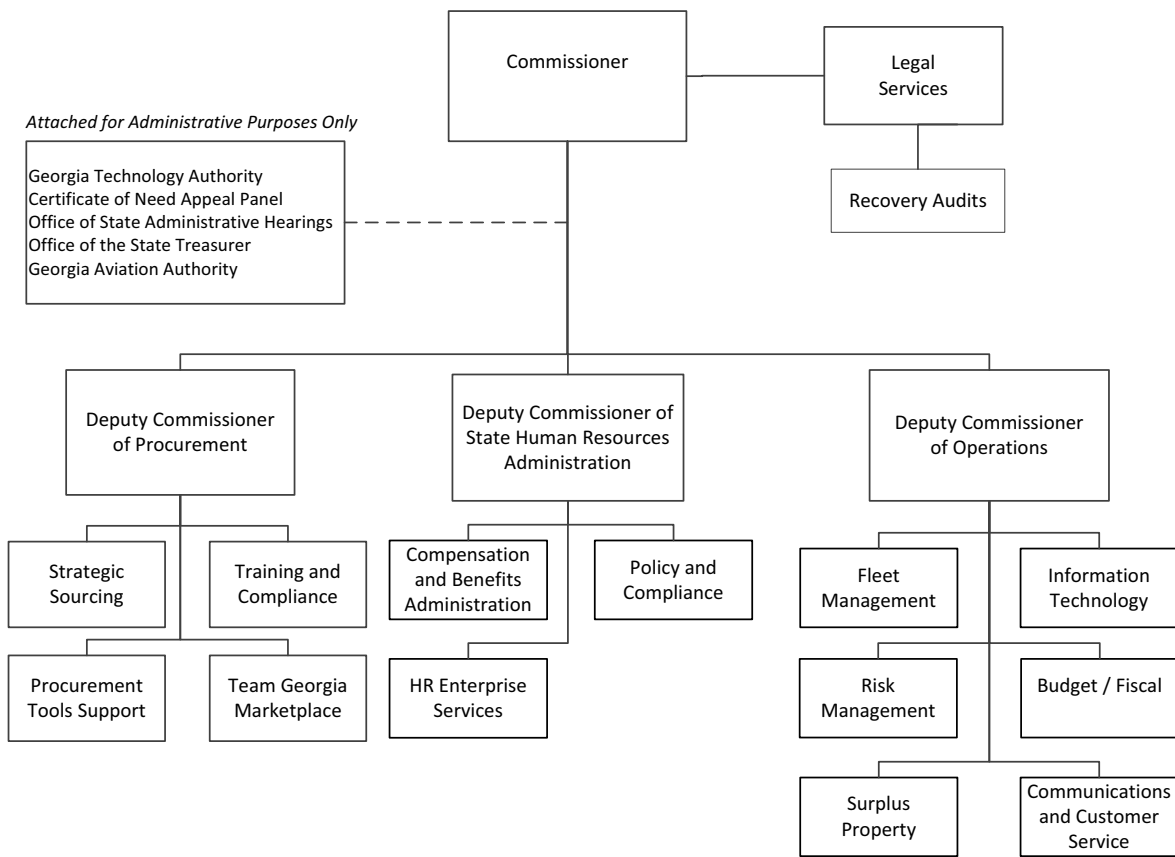 Commissioner
Legal
Services
Attached for Administrative Purposes Only
Georgia Technology Authority
Certificate of Need Appeal Panel
Office of State Administrative Hearings
Office of the State Treasurer
Georgia Aviation Authority
Recovery Audits
Deputy Commissioner
of Procurement
Deputy Commissioner of
State Human Resources
Administration
Deputy Commissioner
of Operations
Strategic
Sourcing
Training and
Compliance
Compensation
and Benefits
Administration
Policy and
Compliance
Fleet
Management
Information
Technology
Procurement
Tools Support
Team Georgia
Marketplace
HR Enterprise
Services
Risk
Management
Budget / Fiscal
Surplus
Property
Communications
and Customer
Service